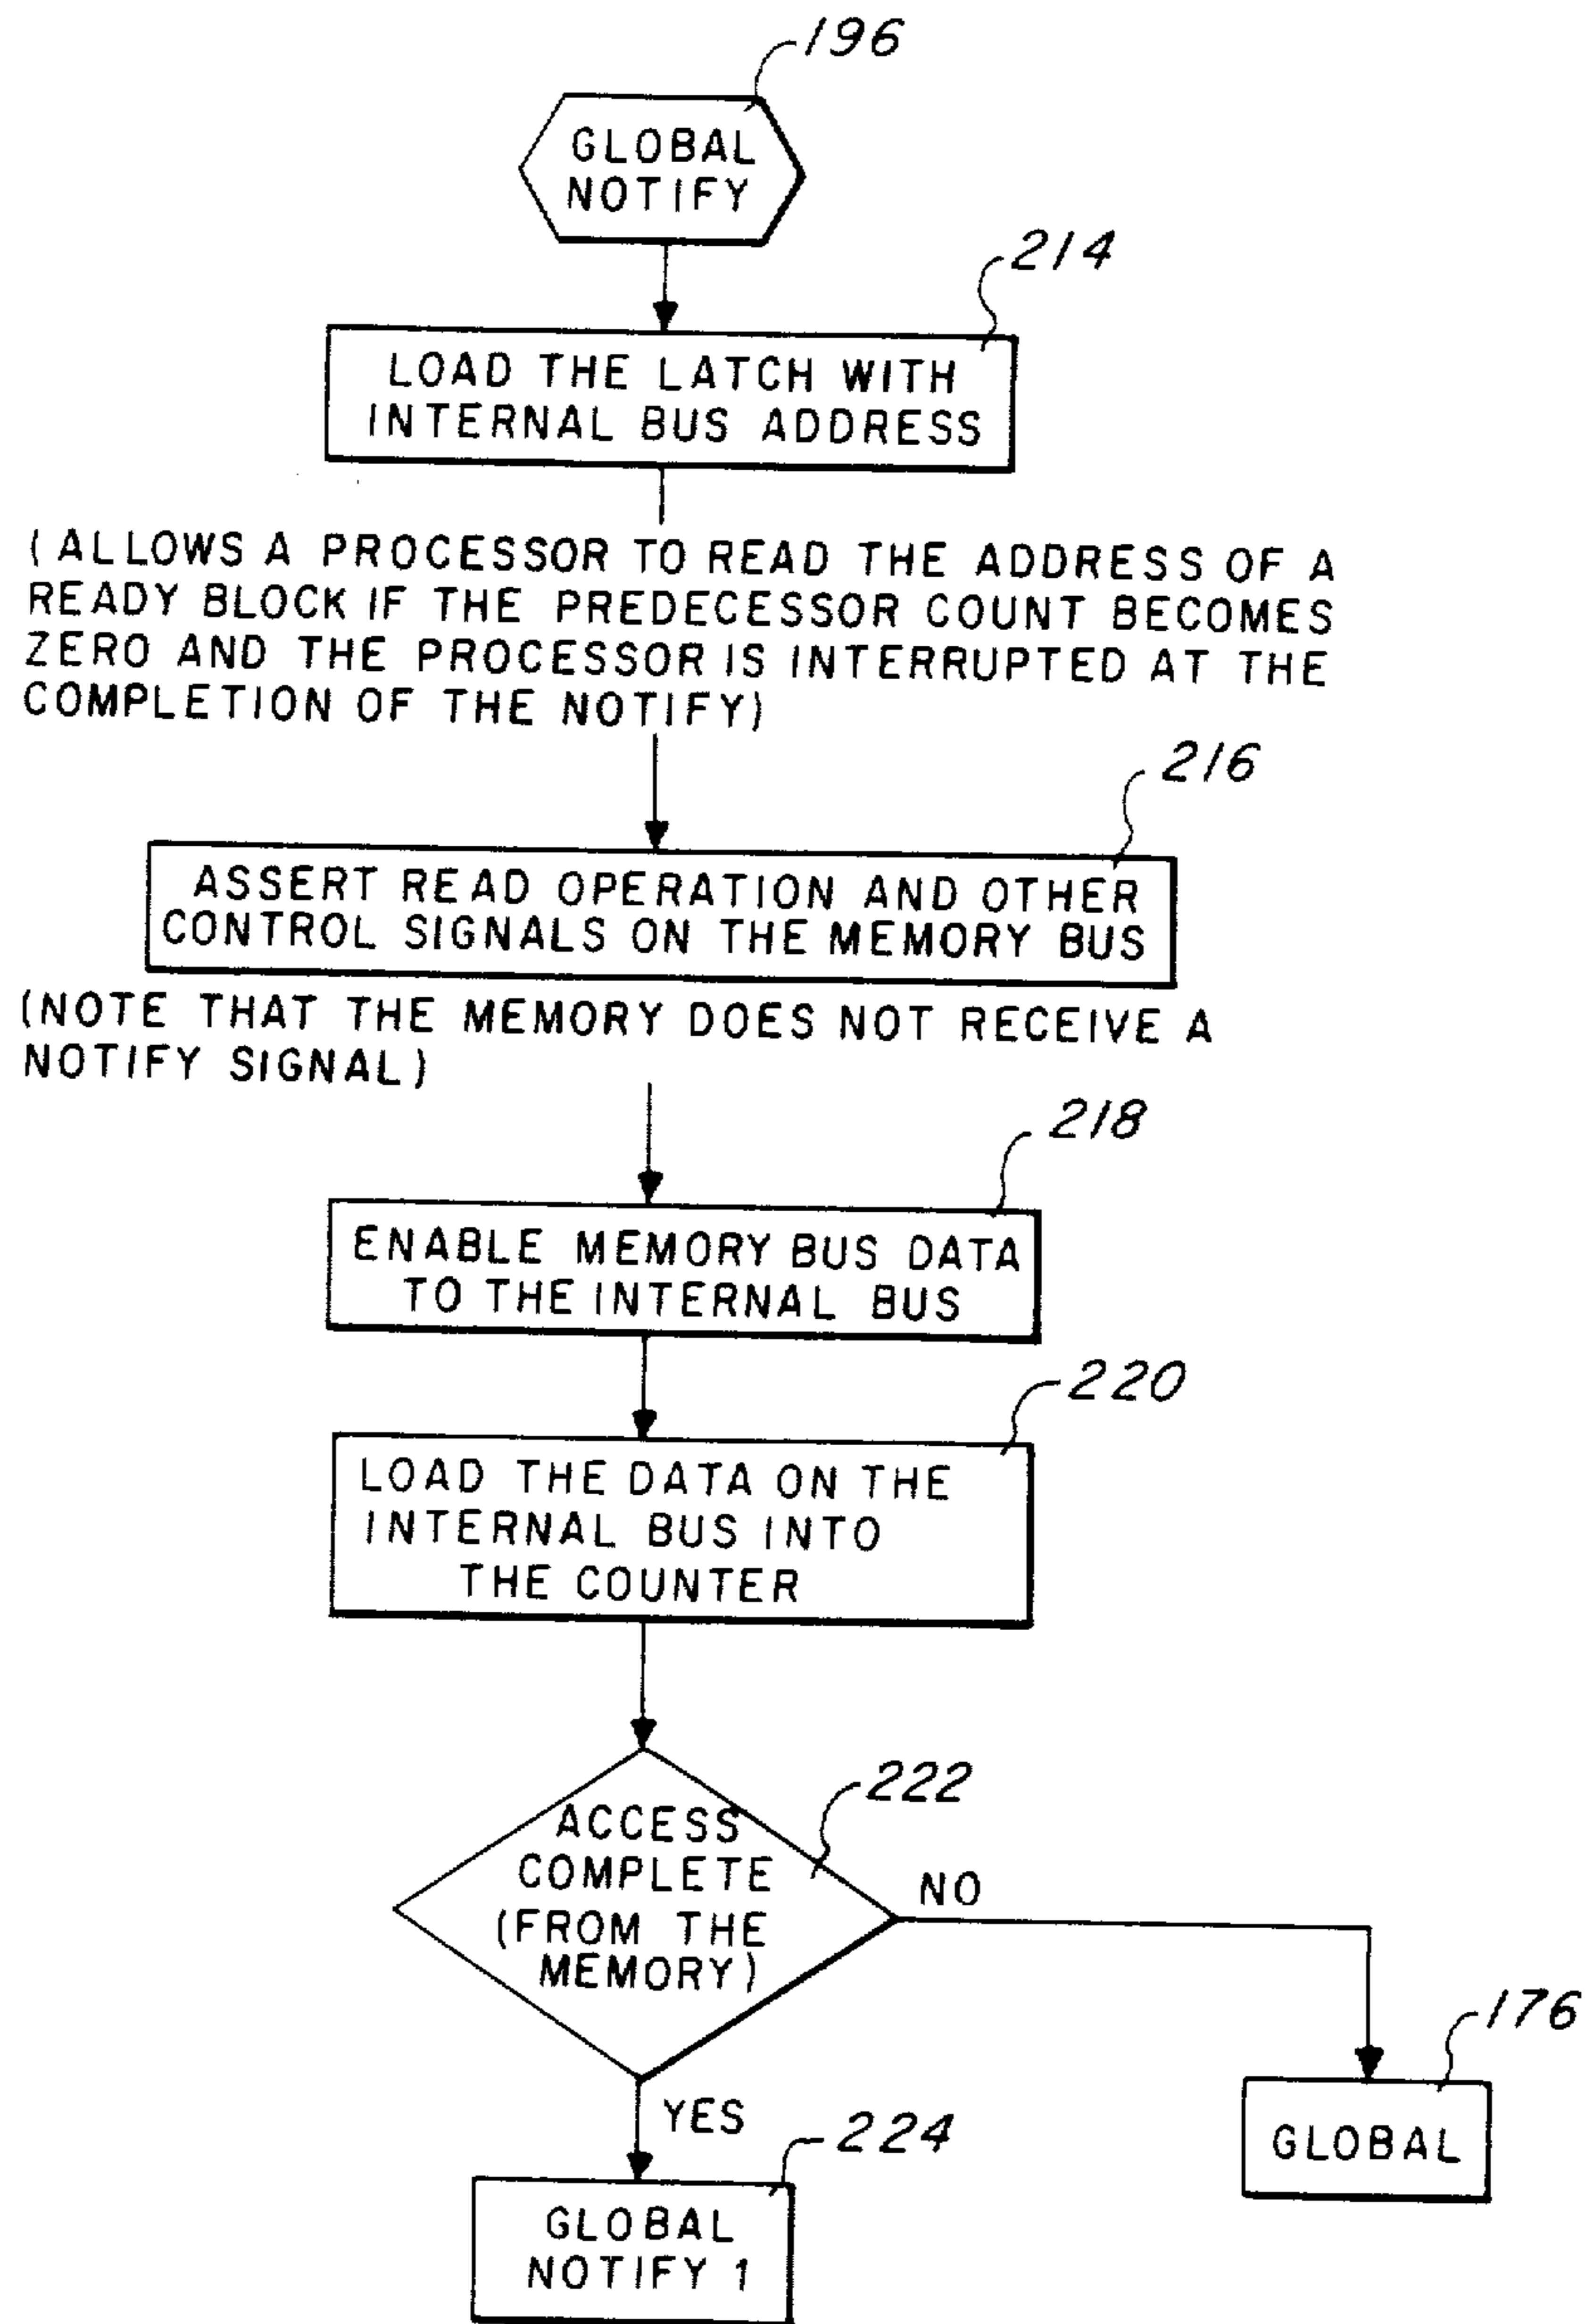 196
GLOBAL
NOTIFY
214
LOAD THE LATCH WITH
INTERNAL BUS ADDRESS
(ALLOWS A PROCESSOR TO READ THE ADDRESS OF A
READY BLOCK IF THE PREDECESSOR COUNT BECOMES
ZERO AND THE PROCESSOR IS INTERRUPTED AT THE
COMPLETION OF THE NOTIFY)
216
ASSERT READ OPERATION AND OTHER
CONTROL SIGNALS ON THE MEMORY BUS
(NOTE THAT THE MEMORY DOES NOT RECEIVE A
NOTIFY SIGNAL)
218
ENABLE MEMORY BUS DATA
TO THE INTERNAL BUS
220
LOAD THE DATA ON THE
INTERNAL BUS INTO
THE COUNTER
222
ACCESS
COMPLETE
(FROM THE
MEMORY)
NO
176
GLOBAL
YES
224
GLOBAL
NOTIFY 1